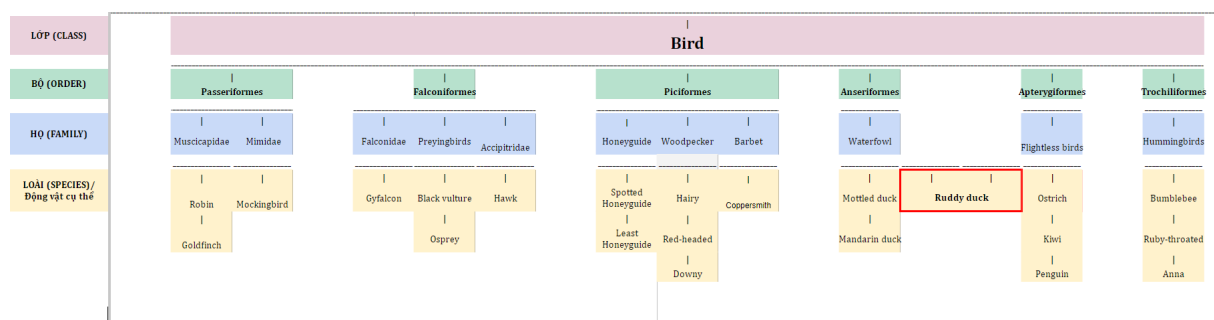 LỚP (CLASS)
Bird
BỘ (ORDER)
Passeriformes Falconiformes Piciformes Anseriformes Apterygiformes Trochiliformes
HỌ (FAMILY)
Muscicapidae Mimidae Falconidae Preyingbirds Accipitridae Honeyguide Woodpecker Barbet Waterfowl Flightless birds Hummingbirds
LOÀI (SPECIES)/
Động vật cụ thể
Robin Mockingbird Gyfalcon Black vulture Hawk Spotted Honeyguide Hairy Coppersmith Mottled duck Ruddy duck Ostrich Bumblebee
Goldfinch Osprey Least Honeyguide Red-headed Mandarin duck Kiwi Ruby-throated
Downy Penguin Anna